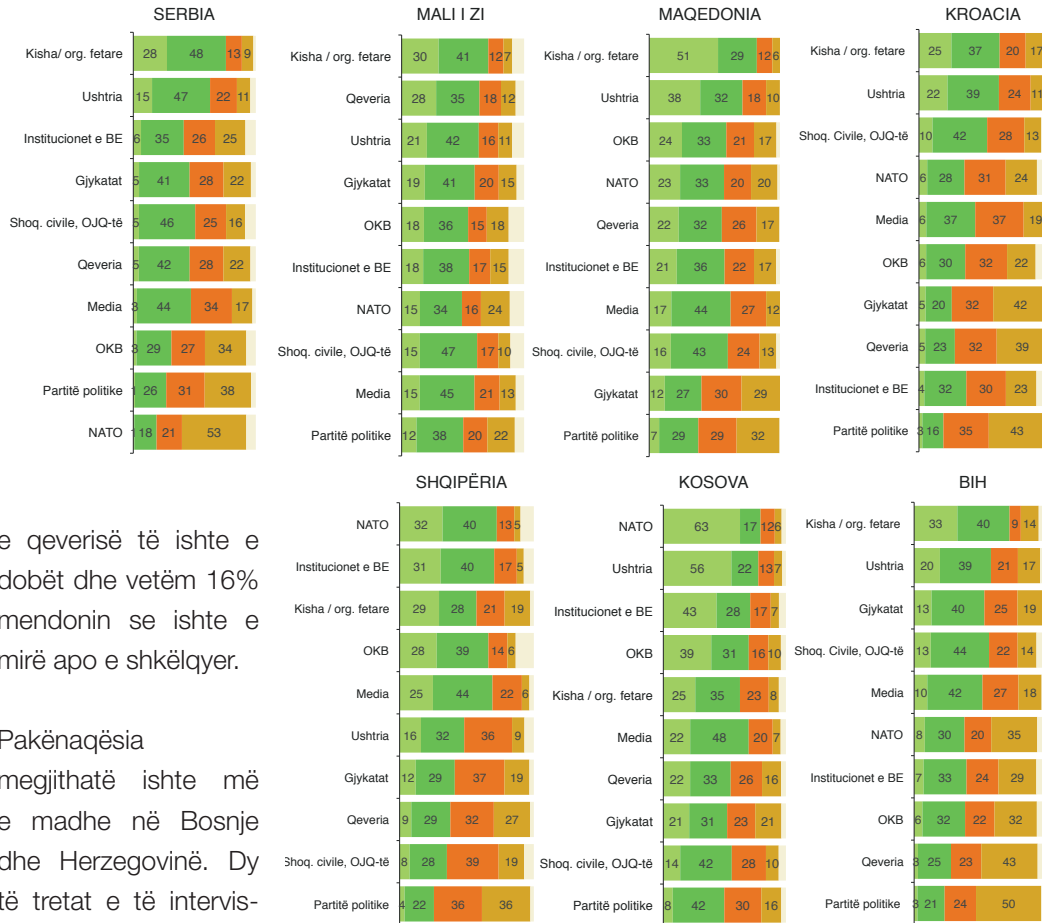 SERBIA
Kisha/ org. fetare 28 48 13 9
Ushtria 15 47 22 11
Institucionet e BE 6 35 26 25
Gjykatat 5 41 28 22
Shoq. civile, OJQ-të 5 46 25 16
Qeveria 5 42 28 22
Media 3 44 34 17
OKB 3 29 27 34
Partitë politike 1 26 31 38
NATO 1 18 21 53
MALI I ZI
Kisha / org. fetare 30 41 12 7
Qeveria 28 35 18 12
Ushtria 21 42 16 11
Gjykatat 19 41 20 15
OKB 18 36 15 18
Institucionet e BE 18 38 17 15
NATO 15 34 16 24
Shoq. civile, OJQ-të 15 47 17 10
Media 15 45 21 13
Partitë politike 12 38 20 22
MAQEDONIA
Kisha / org. fetare 51 29 12 6
Ushtria 38 32 18 10
OKB 24 33 21 17
NATO 23 33 20 20
Qeveria 22 32 26 17
Institucionet e BE 21 36 22 17
Media 17 44 27 12
Shoq. civile, OJQ-të 16 43 24 13
Gjykatat 12 27 30 29
Partitë politike 7 29 29 32
KROACIA
Kisha / org. fetare 25 37 20 17
Ushtria 22 39 24 11
Shoq. Civile, OJQ-të 10 42 28 13
NATO 6 28 31 24
Media 6 37 37 19
OKB 6 30 32 22
Gjykatat 5 20 32 42
Qeveria 5 23 32 39
Institucionet e BE 4 32 30 23
Partitë politike 3 16 35 43
e qeverisë të ishte e
dobët dhe vetëm 16%
mendonin se ishte e
mirë apo e shkëlqyer.
Pakënaqësia
megjithatë ishte më
e madhe në Bosnje
dhe Herzegovinë. Dy
të tretat e të intervis-
SHQIPËRIA
NATO 32 40 13 5
Institucionet e BE 31 40 17 5
Kisha / org. fetare 29 28 21 19
OKB 28 39 14 6
Media 25 44 22 6
Ushtria 16 32 36 9
Gjykatat 12 29 37 19
Qeveria 9 29 32 27
Shoq. civile, OJQ-të 8 28 39 19
Partitë politike 4 22 36 36
KOSOVA
NATO 63 17 12 6
Ushtria 56 22 13 7
Institucionet e BE 43 28 17 7
OKB 39 31 16 10
Kisha / org. fetare 25 35 23 8
Media 22 48 20 7
Qeveria 22 33 26 16
Gjykatat 21 31 23 21
Shoq. civile, OJQ-të 14 42 28 10
Partitë politike 8 42 30 16
BIH
Kisha / org. fetare 33 40 9 14
Ushtria 20 39 21 17
Gjykatat 13 40 25 19
Shoq. Civile, OJQ-të 13 44 22 14
Media 10 42 27 18
NATO 8 30 20 35
Institucionet e BE 7 33 24 29
OKB 6 32 22 32
Qeveria 3 25 23 43
Partitë politike 3 21 24 50